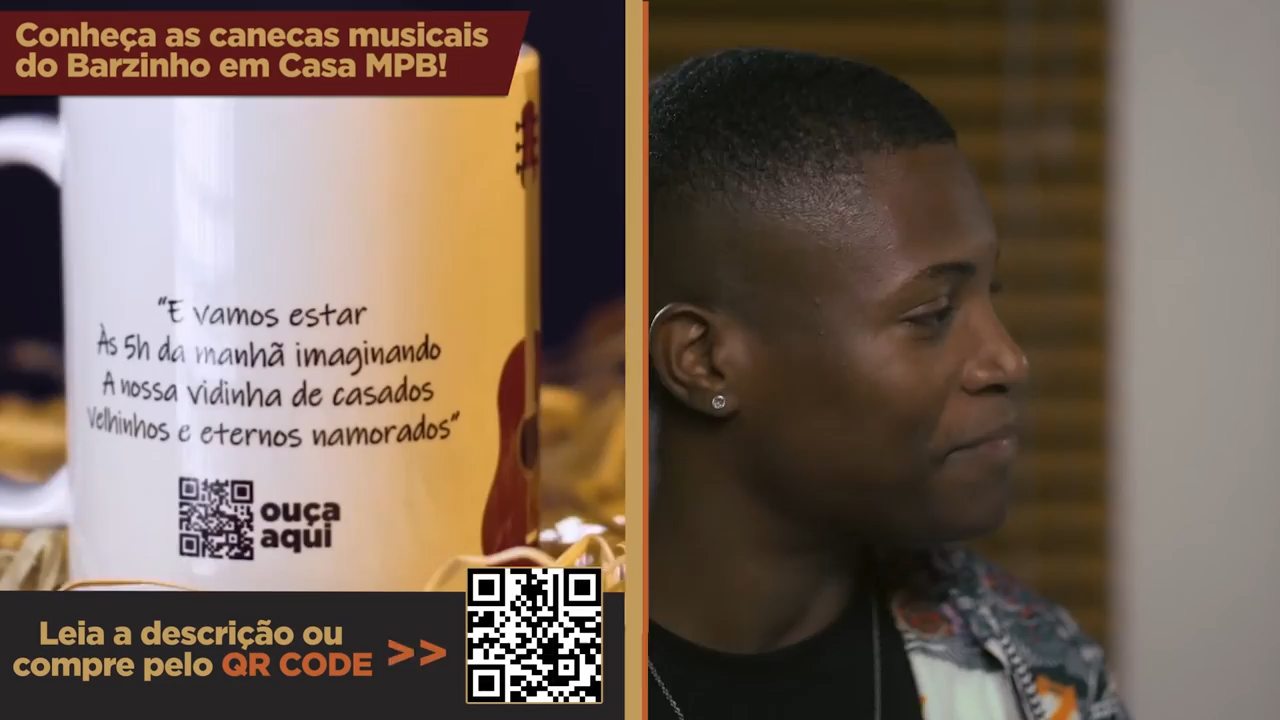 Conheça as canecas musicais
do Barzinho em Casa MPB!
“E vamos estar
Às 5h da manhã imaginando
A nossa vidinha de casados
Velhinhos e eternos namorados”
ouça
aqui
Leia a descrição ou
compre pelo QR CODE >>